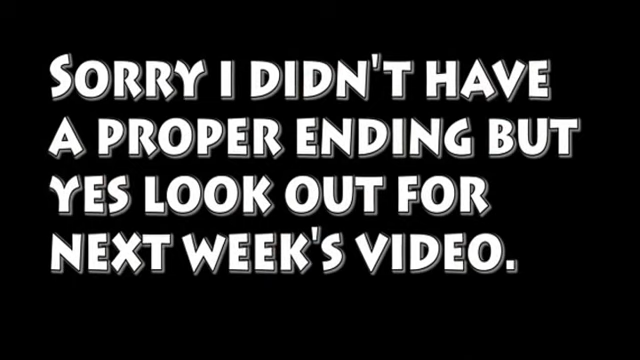 Sorry I didn't have
a proper ending but
yes look out for
next week's video.